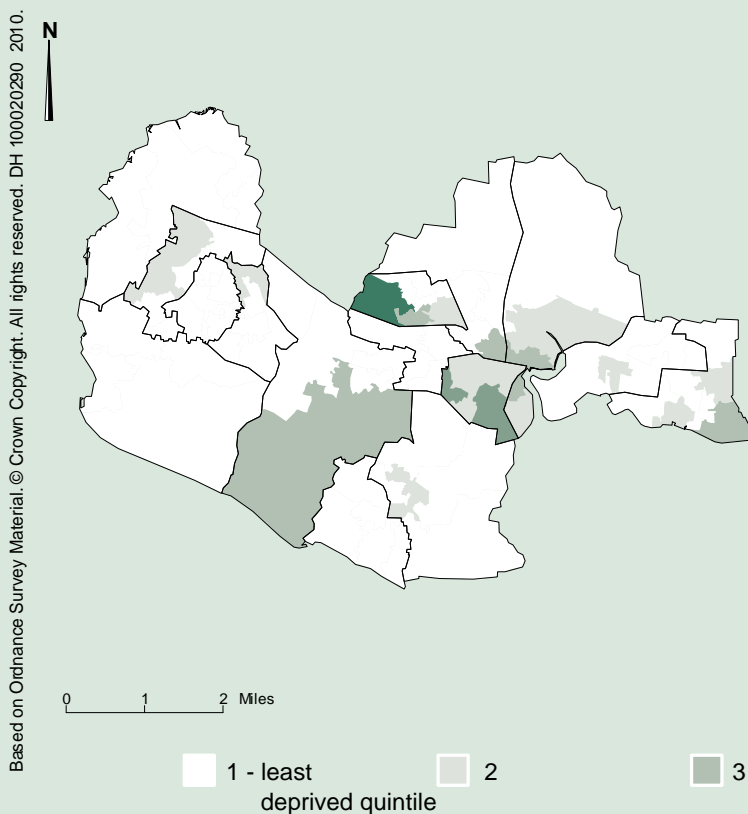 Based on Ordnance Survey Material. © Crown Copyright. All rights reserved. DH 100020290 2010.
N
0 1 2 Miles
1 - least
deprived quintile
2
3